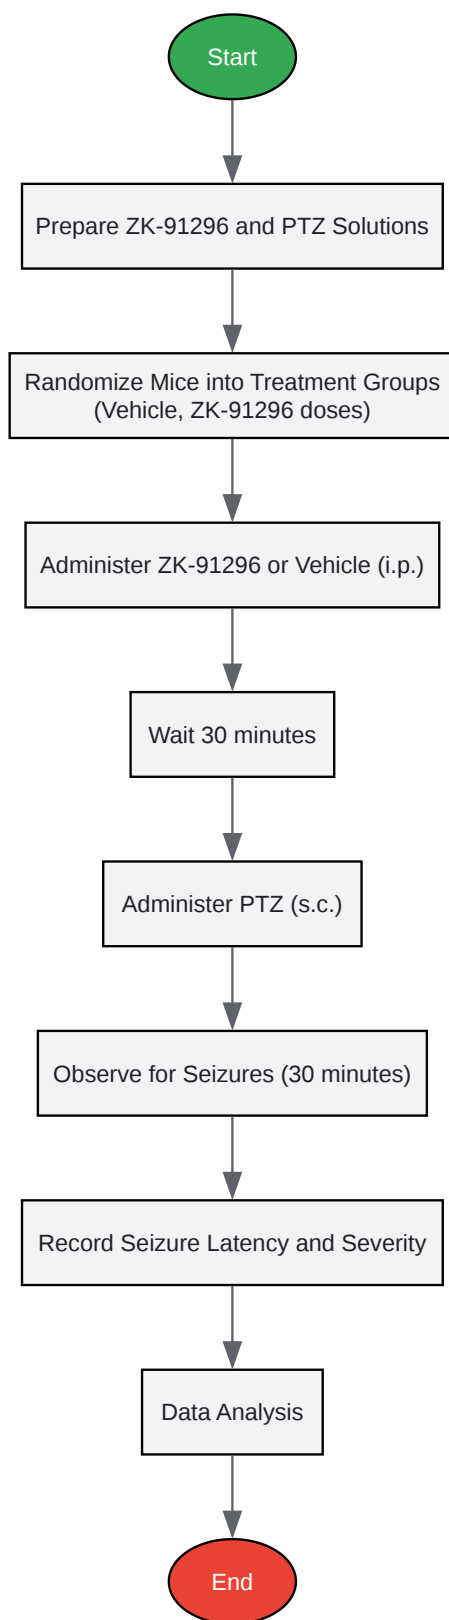 Start
Prepare ZK-91296 and PTZ Solutions
Randomize Mice into Treatment Groups
(Vehicle, ZK-91296 doses)
Administer ZK-91296 or Vehicle (i.p.)
Wait 30 minutes
Administer PTZ (s.c.)
Observe for Seizures (30 minutes)
Record Seizure Latency and Severity
Data Analysis
End